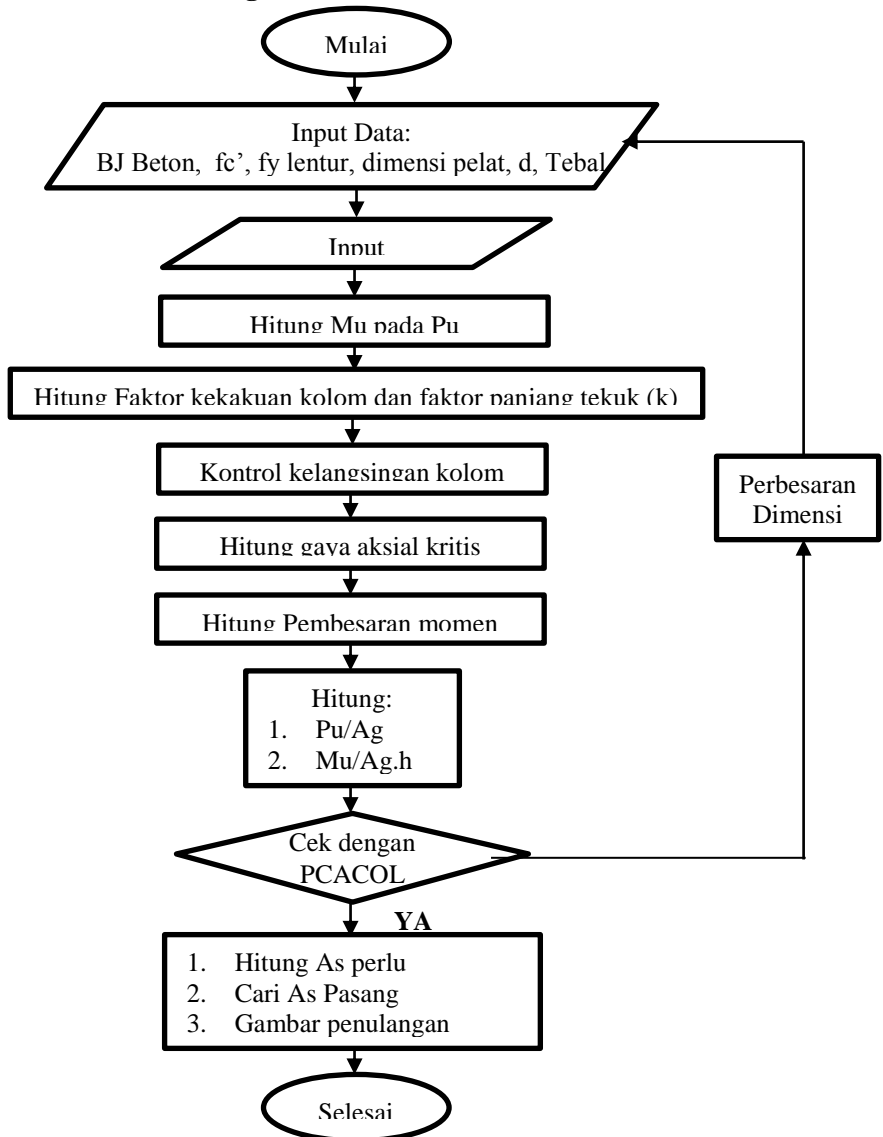 Mulai
Input Data:
BJ Beton, fc’, fy lentur, dimensi pelat, d, Tebal
Input
Hitung Mu pada Pu
Hitung Faktor kekakuan kolom dan faktor panjang tekuk (k)
Kontrol kelangsingan kolom
Perbesaran
Dimensi
Hitung gaya aksial kritis
Hitung Pembesaran momen
Hitung:
1. Pu/Ag
2. Mu/Ag.h
Cek dengan
PCACOL
YA
1. Hitung As perlu
2. Cari As Pasang
3. Gambar penulangan
Selesai